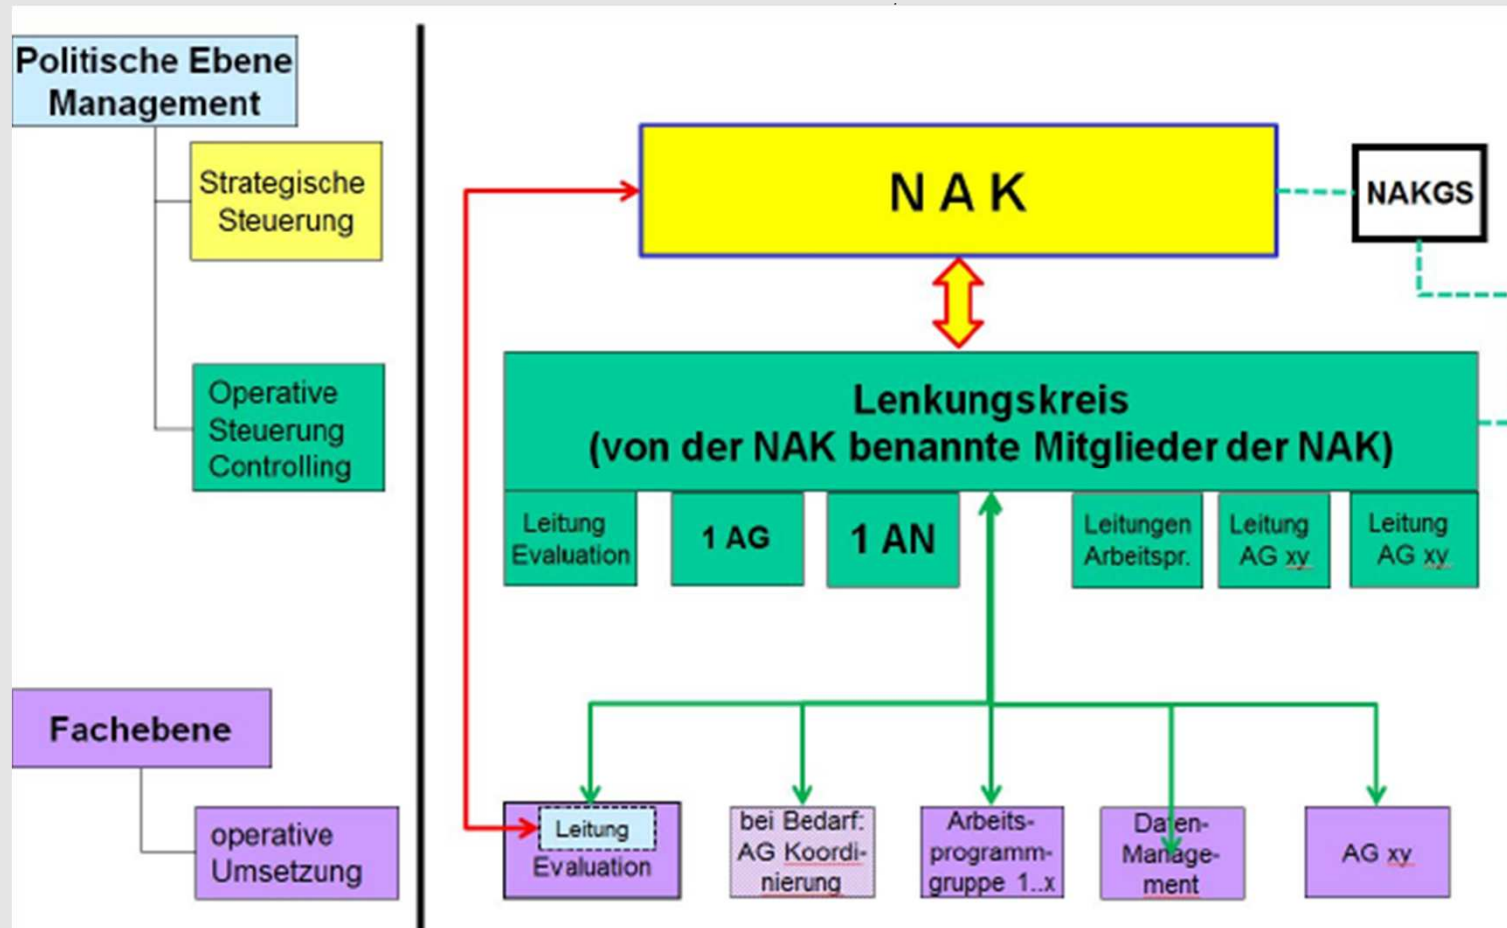 Politische Ebene
Management
Strategische
Steuerung
Operative
Steuerung
Controlling
Fachebene
operative
Umsetzung
N A K
NAKGS
Lenkungskreis
(von der NAK benannte Mitglieder der NAK)
Leitung
Evaluation
1 AG
1 AN
Leitungen
Arbeitspr.
Leitung
AG xy
Leitung
AG xy
Leitung
Evaluation
bei Bedarf:
AG Koordi-
nierung
Arbeits-
programm-
gruppe 1..x
Daten-
Manage-
ment
AG xy